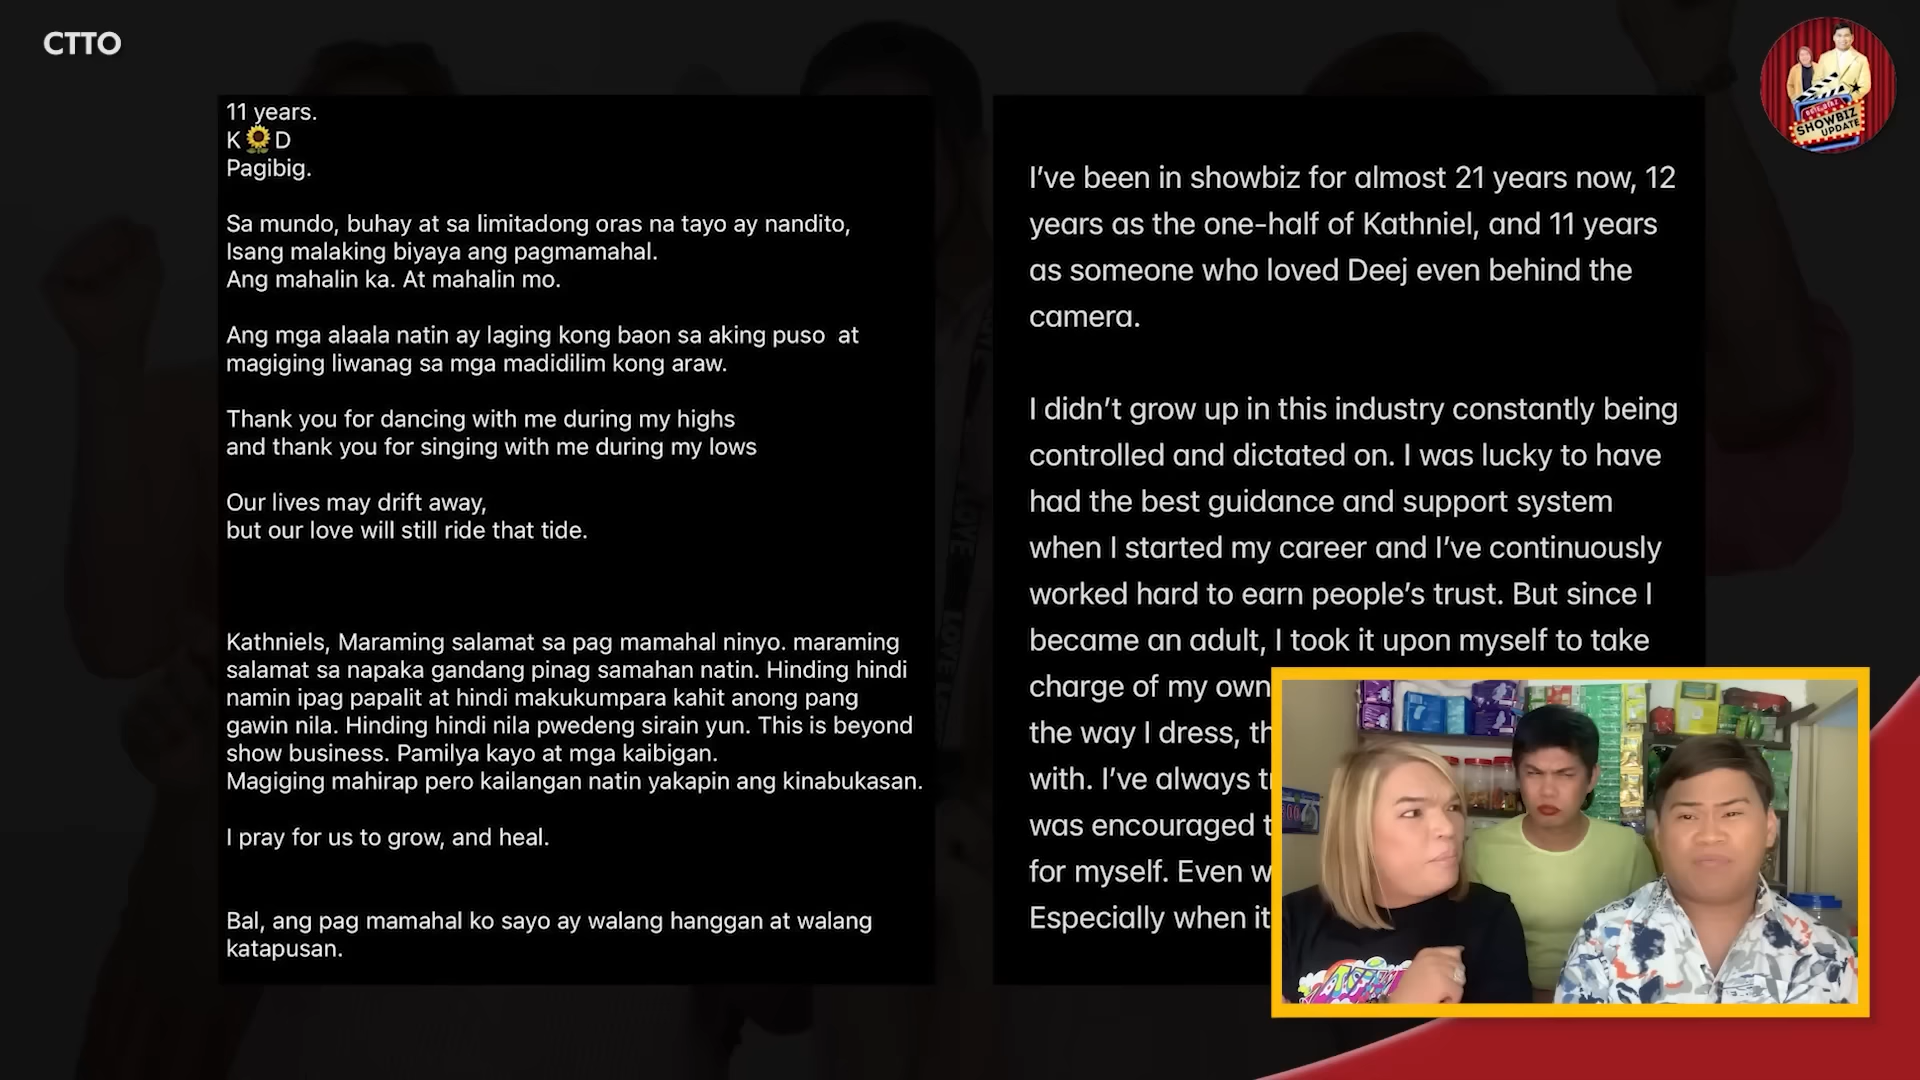 CTTO
11 years.
K🌻D
Pagibig.
Sa mundo, buhay at sa limitadong oras na tayo ay nandito,
Isang malaking biyaya ang pagmamahal.
Ang mahalin ka. At mahalin mo.
Ang mga alaala natin ay laging kong baon sa aking puso at
magiging liwanag sa mga madidilim kong araw.
Thank you for dancing with me during my highs
and thank you for singing with me during my lows
Our lives may drift away,
but our love will still ride that tide.
Kathniels, Maraming salamat sa pag mamahal ninyo. maraming
salamat sa napaka gandang pinag samahan natin. Hinding hindi
namin ipag papalit at hindi makukumpara kahit anong pang
gawin nila. Hinding hindi nila pwedeng sirain yun. This is beyond
show business. Pamilya kayo at mga kaibigan.
Magiging mahirap pero kailangan natin yakapin ang kinabukasan.
I pray for us to grow, and heal.
Bal, ang pag mamahal ko sayo ay walang hanggan at walang
katapusan.
I've been in showbiz for almost 21 years now, 12
years as the one-half of Kathniel, and 11 years
as someone who loved Deej even behind the
camera.
I didn't grow up in this industry constantly being
controlled and dictated on. I was lucky to have
had the best guidance and support system
when I started my career and I've continuously
worked hard to earn people's trust. But since I
became an adult, I took it upon myself to take
charge of my own
the way I dress, th
with. I've always t
was encouraged t
for myself. Even w
Especially when it
SHOWBIZ
UPDATE
LOVE